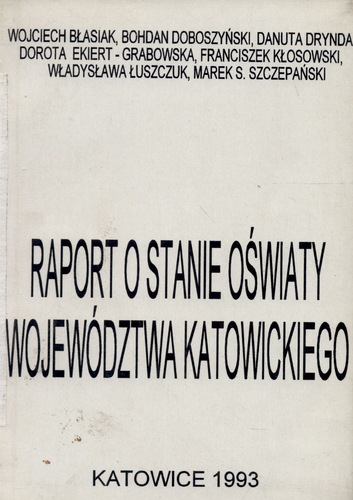 WOJCIECH BŁASIAK, BOHDAN DOBOSZYŃSKI, DANUTA DRYNDA
DOROTA EKIERT - GRABOWSKA, FRANCISZEK KŁOSOWSKI,
WŁADYSŁAWA ŁUSZCZUK, MAREK S. SZCZEPAŃSKI
RAPORT O STANIE OŚWIATY
WOJEWÓDZTWA KATOWICKIEGO
KATOWICE 1993